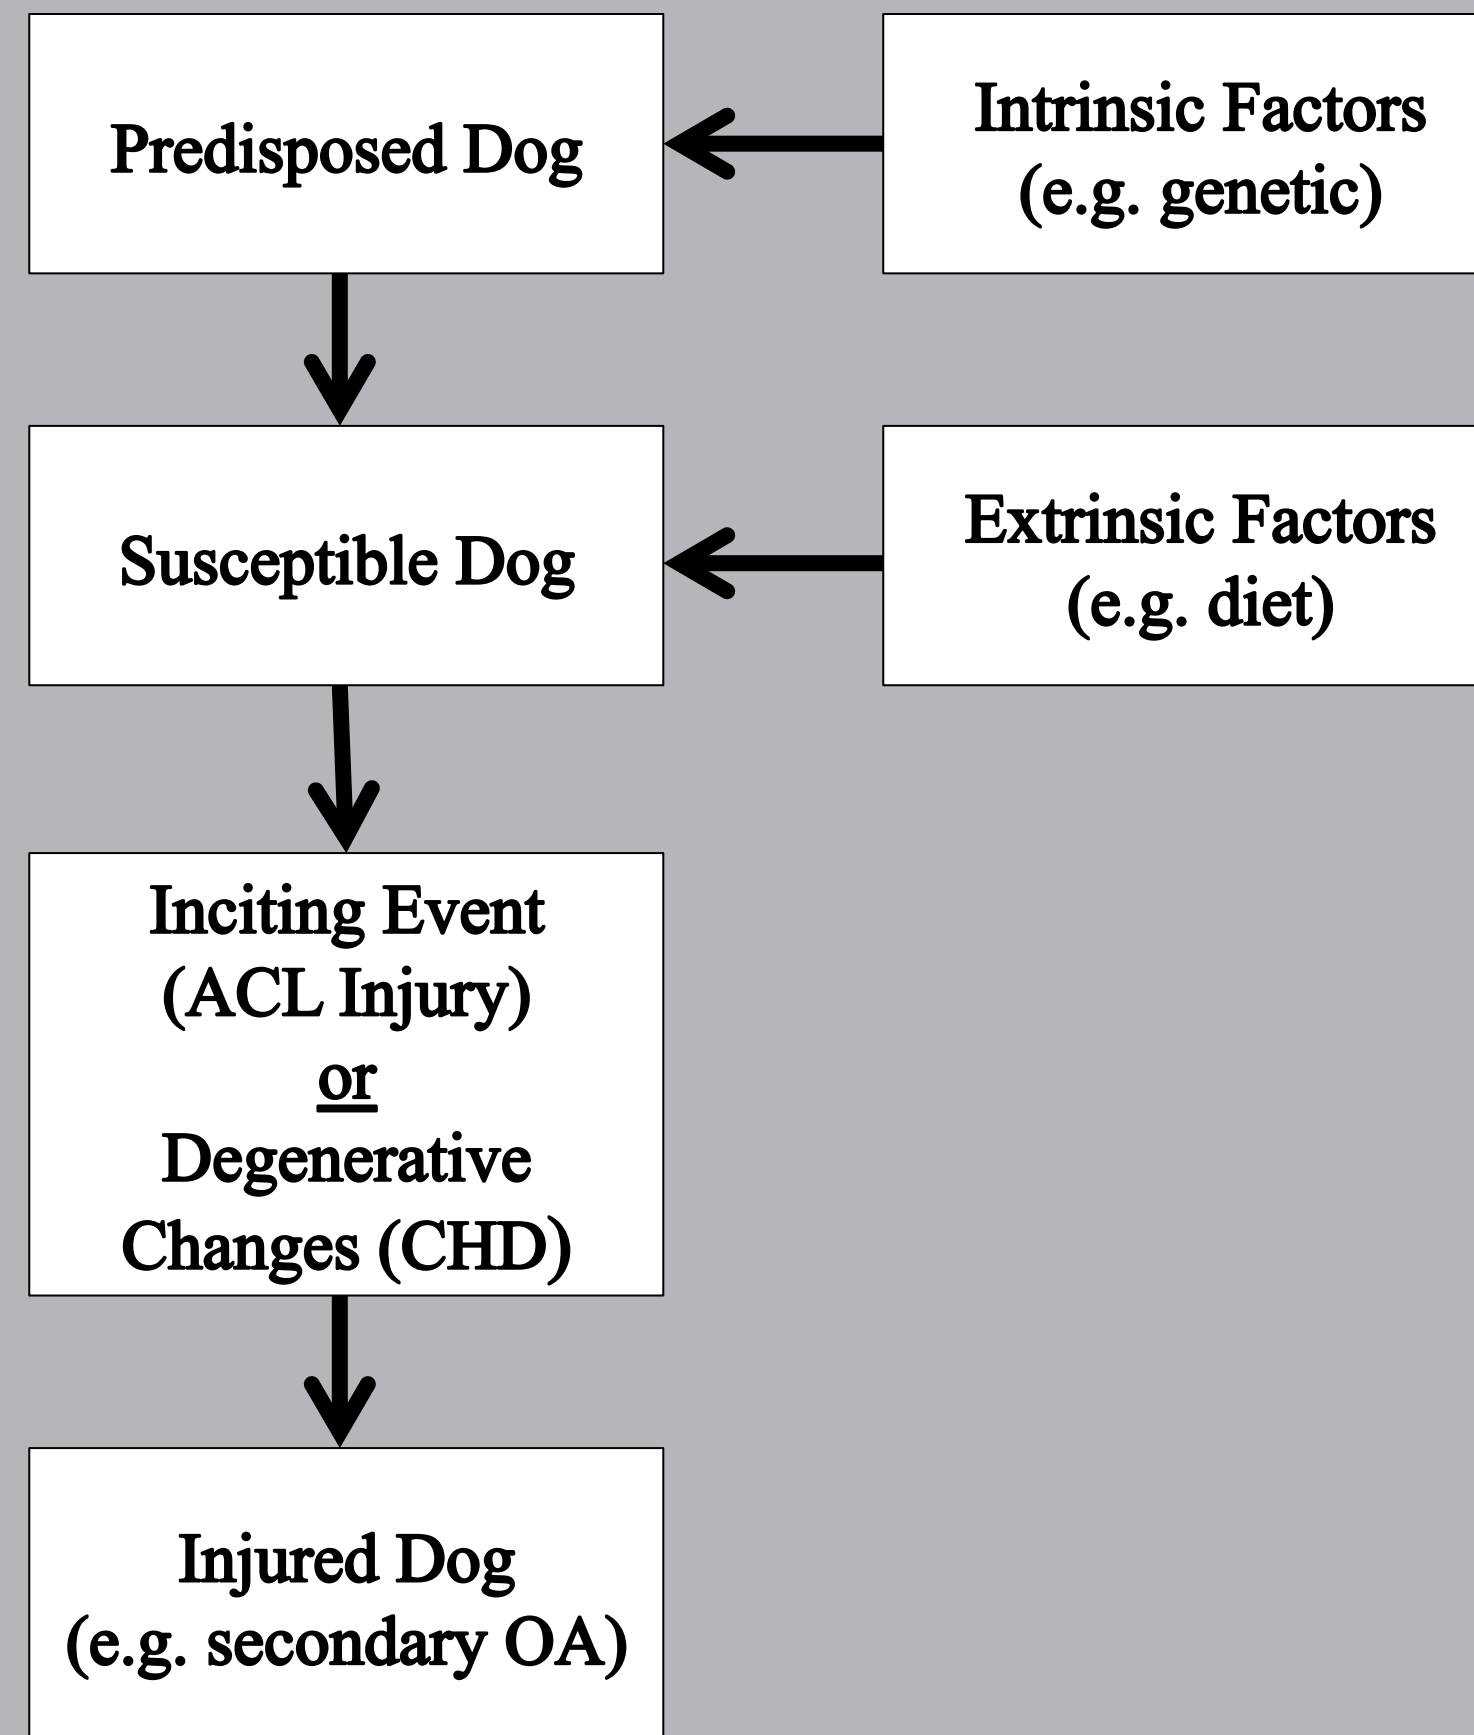 Predisposed Dog
Intrinsic Factors
(e.g. genetic)
Susceptible Dog
Extrinsic Factors
(e.g. diet)
Inciting Event
(ACL Injury)
or
Degenerative
Changes (CHD)
Injured Dog
(e.g. secondary OA)